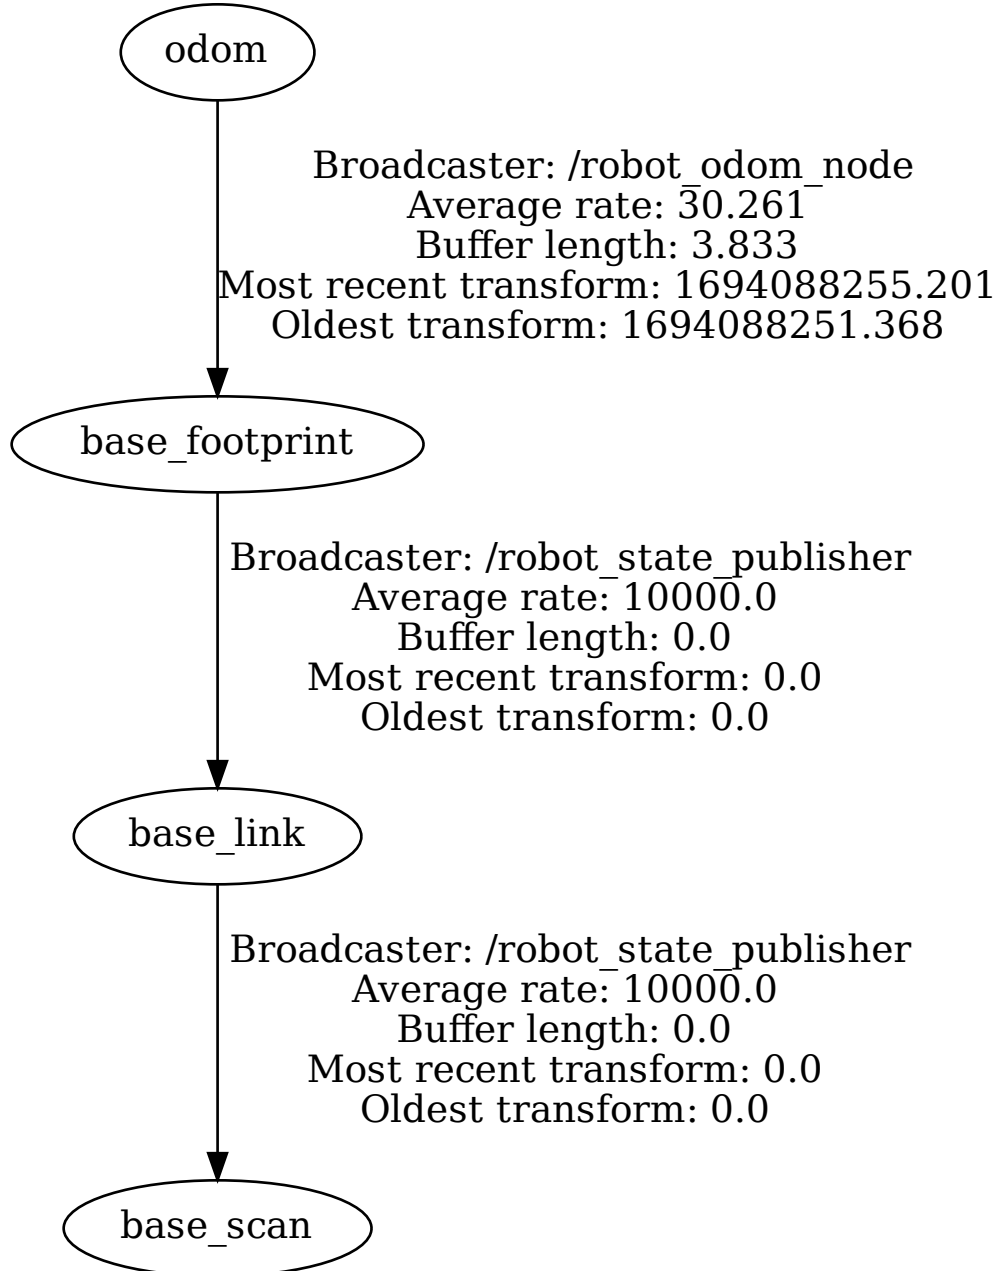 odom
Broadcaster: /robot_odom_node
Average rate: 30.261
Buffer length: 3.833
Most recent transform: 1694088255.201
Oldest transform: 1694088251.368
base_footprint
Broadcaster: /robot_state_publisher
Average rate: 10000.0
Buffer length: 0.0
Most recent transform: 0.0
Oldest transform: 0.0
base_link
Broadcaster: /robot_state_publisher
Average rate: 10000.0
Buffer length: 0.0
Most recent transform: 0.0
Oldest transform: 0.0
base_scan